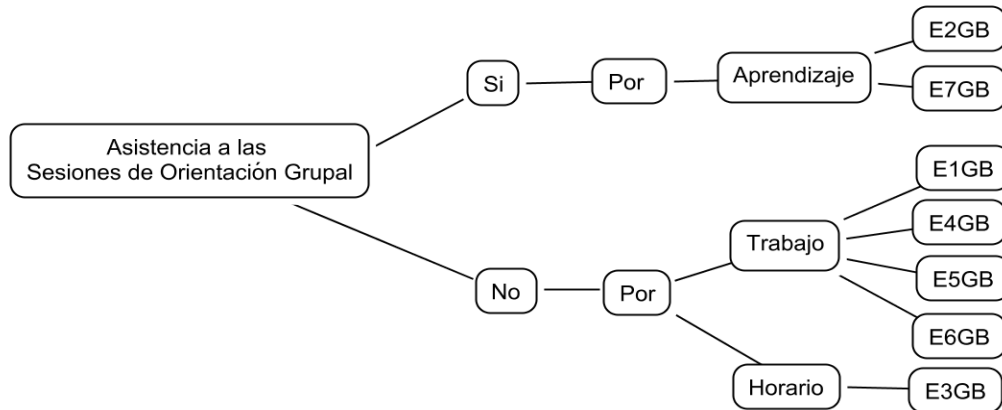 Asistencia a las
Sesiones de Orientación Grupal
Si
Por
Aprendizaje
E2GB
E7GB
No
Por
Trabajo
E1GB
E4GB
E5GB
E6GB
Horario
E3GB